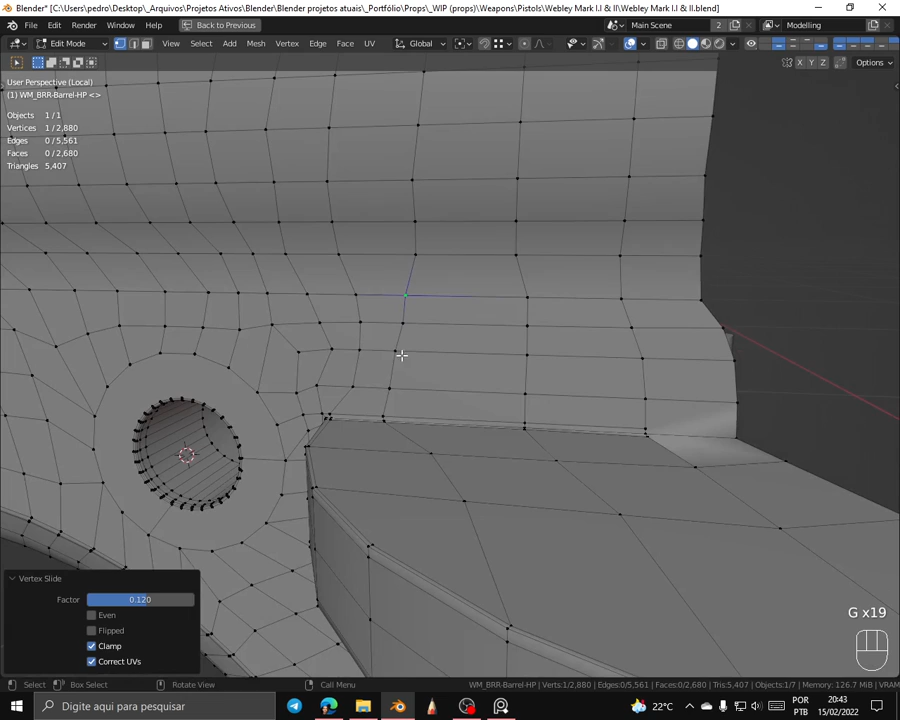 Blender* [C:\Users\pedro\Desktop\_Arquivos\Projetos Ativos\Blender\Blender projetos atuais\_Portfólio\Props\_WIP (props)\Weapons\Pistols\Webley Mark I.I & II\Webley Mark I.I & II.blend]
File Edit Render Window Help Back to Previous Main Scene 2 Modelling
Edit Mode View Select Add Mesh Vertex Edge Face UV Global
X Y Z Options
User Perspective (Local)
(1) WM_BRR-Barrel-HP <>
Objects 1/1
Vertices 1/2,880
Edges 0/5,561
Faces 0/2,680
Triangles 5,407
Vertex Slide
Factor 0.120
Even
Flipped
Clamp
Correct UVs
G x19
Select Box Select Rotate View Call Menu WM_BRR-Barrel-HP | Verts:1/2,880 | Edges:0/5,561 | Faces:0/2,680 | Tris:5,407 | Objects:1/7 | Memory: 126.7 MiB | VRAM
Digite aqui para pesquisar 22°C POR PTB 20:43 15/02/2022